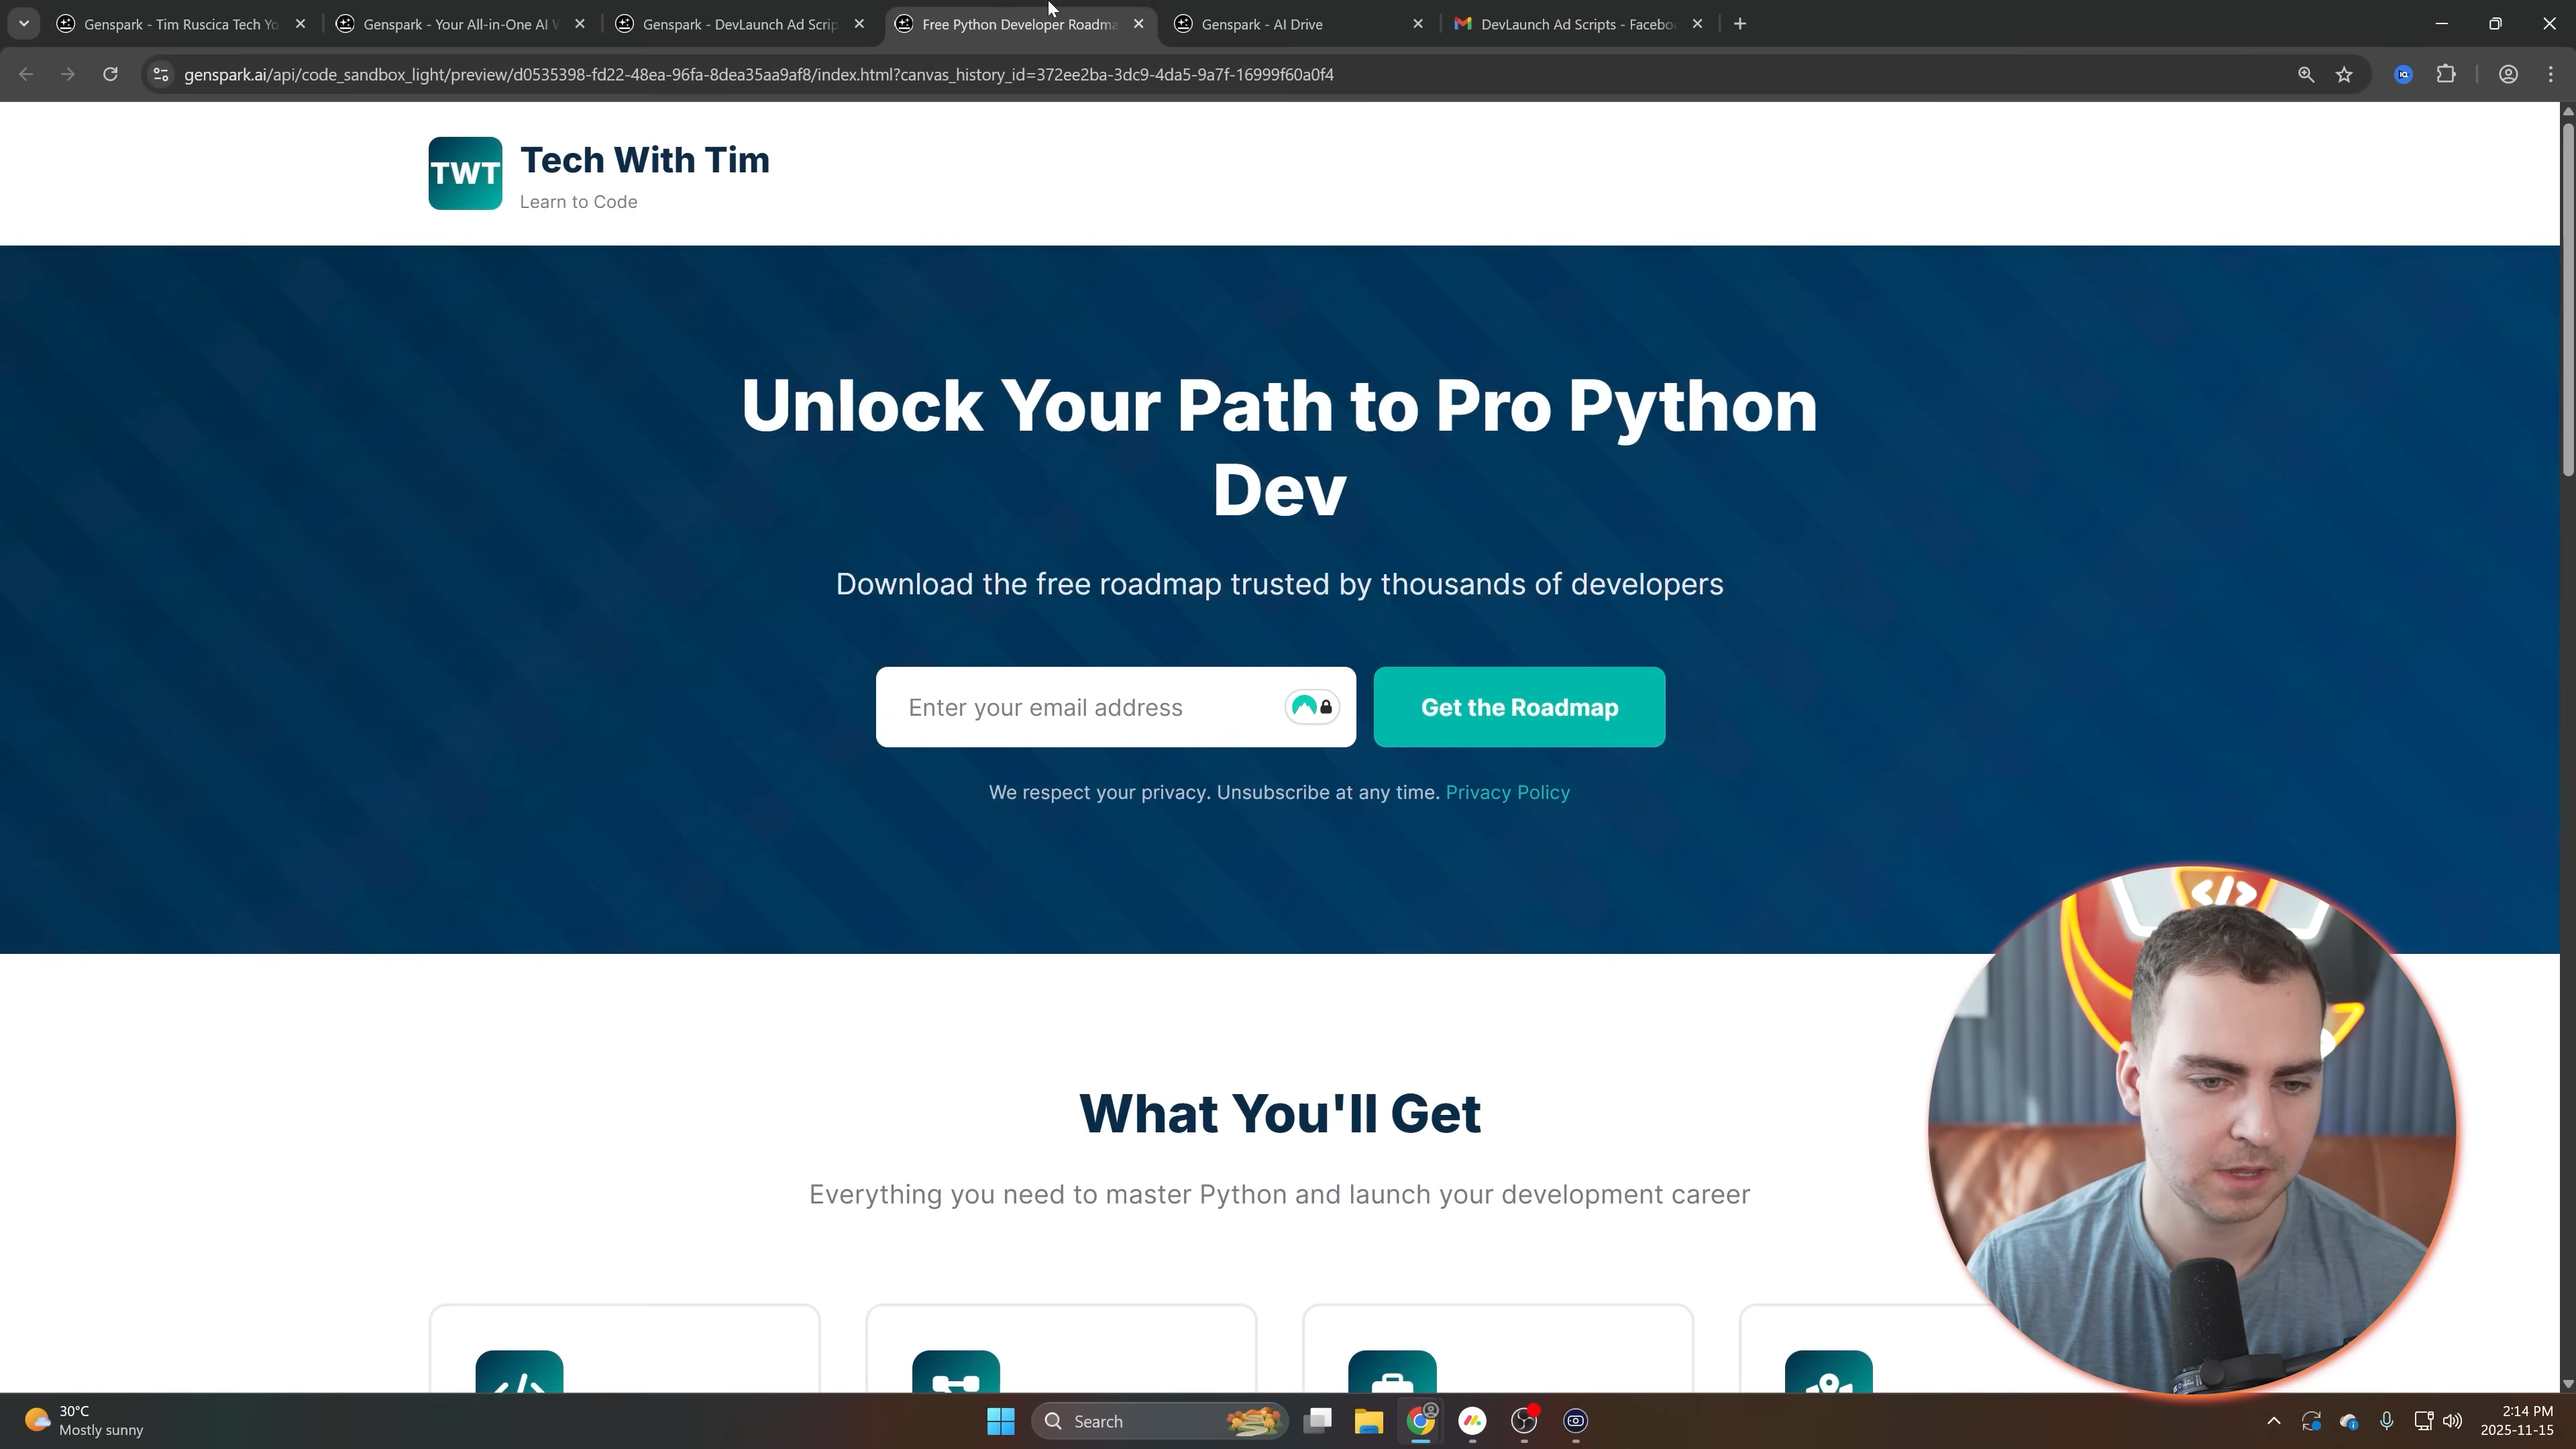 Genspark - Tim Ruscica Tech Yo
Genspark - Your All-in-One AI W
Genspark - DevLaunch Ad Scrip
Free Python Developer Roadma
Genspark - AI Drive
DevLaunch Ad Scripts - Facebo
genspark.ai/api/code_sandbox_light/preview/d0535398-fd22-48ea-96fa-8dea35aa9af8/index.html?canvas_history_id=372ee2ba-3dc9-4da5-9a7f-16999f60a0f4
TWT
Tech With Tim
Learn to Code
Unlock Your Path to Pro Python
Dev
Download the free roadmap trusted by thousands of developers
Enter your email address
Get the Roadmap
We respect your privacy. Unsubscribe at any time. Privacy Policy
What You'll Get
Everything you need to master Python and launch your development career
</>
30°C
Mostly sunny
Search
2:14 PM
2025-11-15